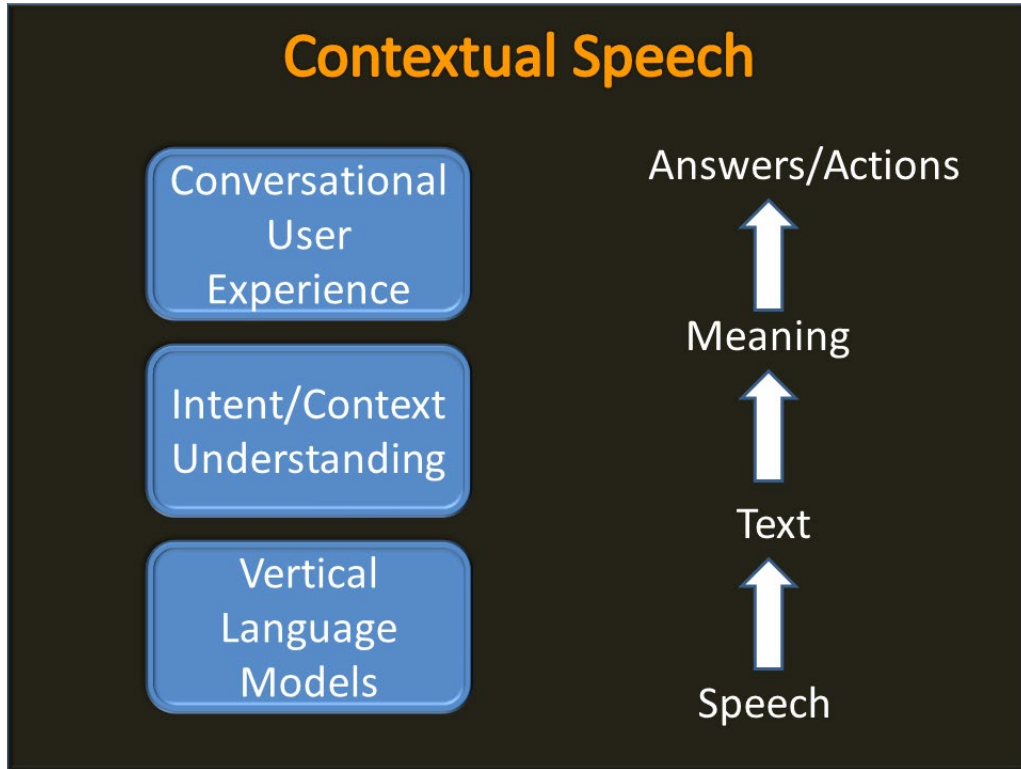 Contextual Speech
Conversational
User
Experience
Intent/Context
Understanding
Vertical
Language
Models
Answers/Actions
Meaning
Text
Speech